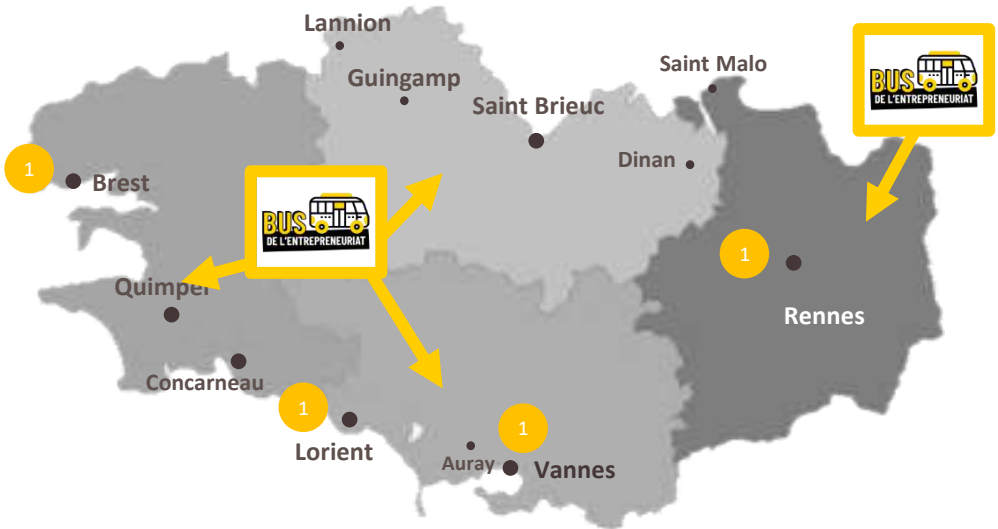 Lannion
Guingamp
Saint Brieuc
Saint Malo
BUS
DE L'ENTREPRENEURIAT
Dinan
1
Brest
BUS
DE L'ENTREPRENEURIAT
1
Quimper
Rennes
Concarneau
1
Lorient
1
Auray
Vannes